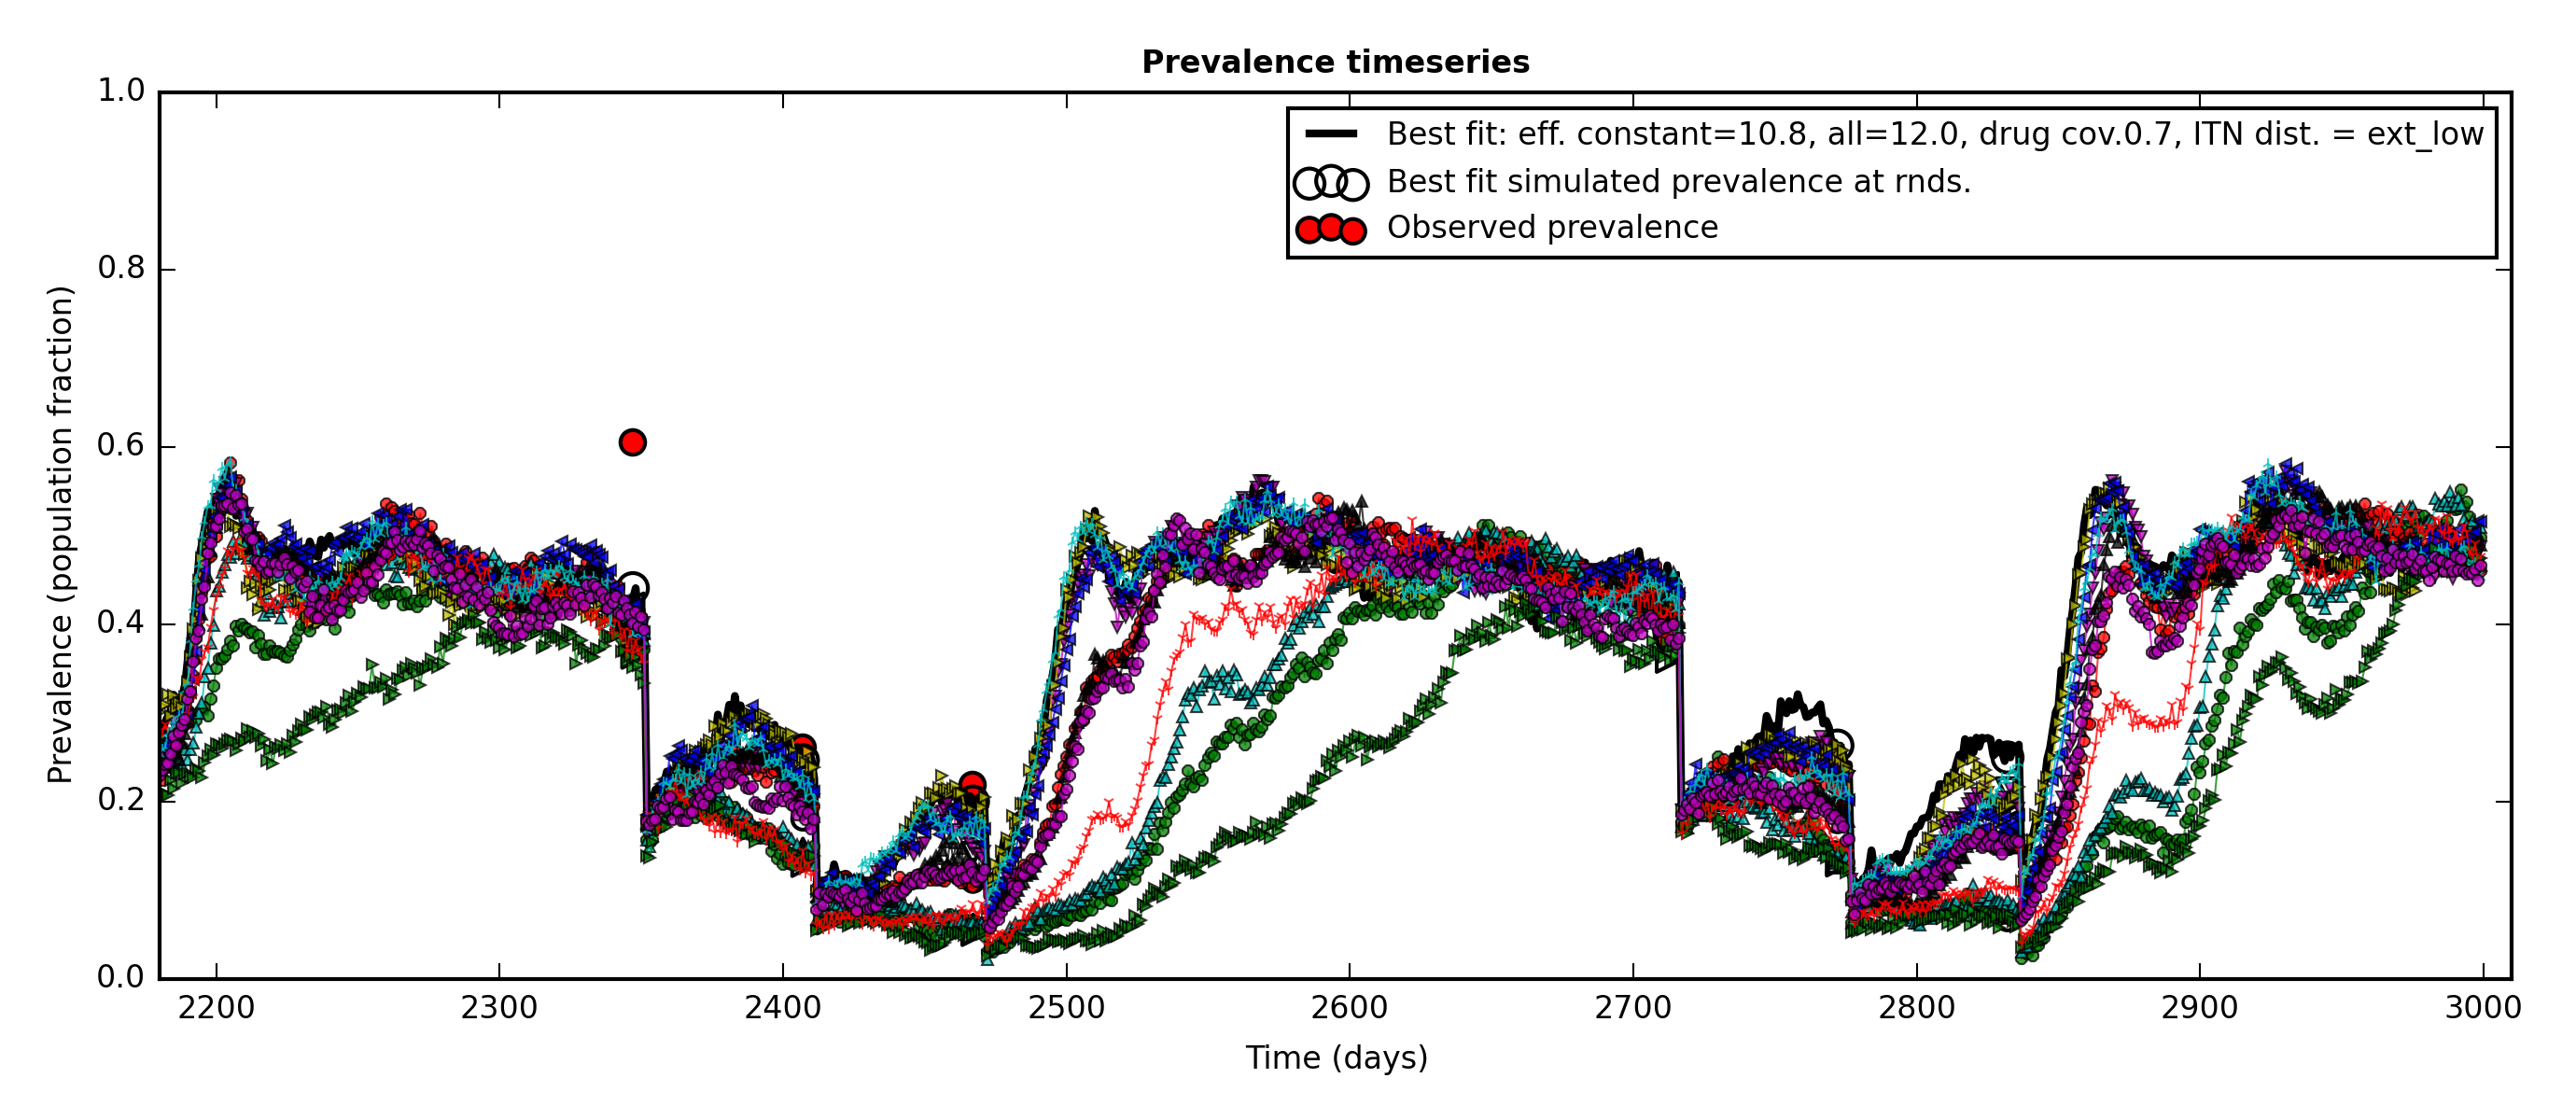 Prevalence timeseries
1.0
0.8
0.6
0.4
0.2
0.0
Prevalence (population fraction)
Best fit: eff. constant=10.8, all=12.0, drug cov.0.7, ITN dist. = ext_low
Best fit simulated prevalence at rnds.
Observed prevalence
2200 2300 2400 2500 2600 2700 2800 2900 3000
Time (days)